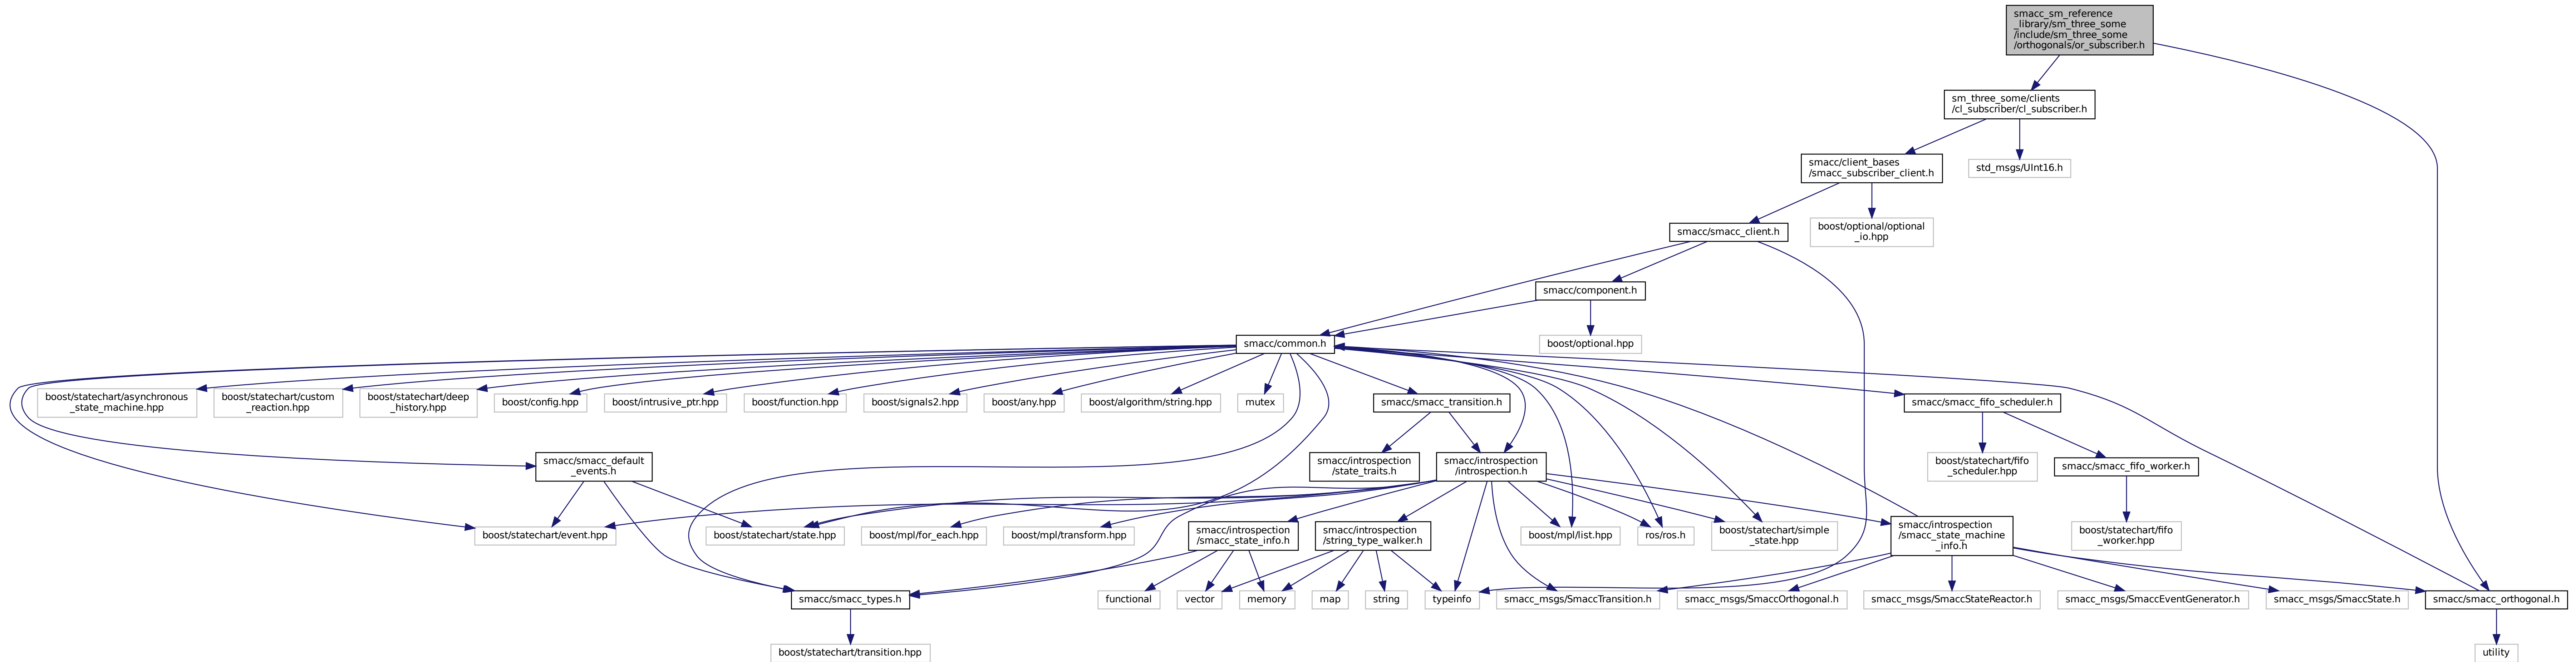 smacc_sm_reference
_library/sm_three_some
/include/sm_three_some
/orthogonals/or_subscriber.h
sm_three_some/clients
/cl_subscriber/cl_subscriber.h
smacc/client_bases
/smacc_subscriber_client.h
std_msgs/UInt16.h
smacc/smacc_client.h
boost/optional/optional
_io.hpp
smacc/component.h
smacc/common.h
boost/optional.hpp
boost/statechart/asynchronous
_state_machine.hpp
boost/statechart/custom
_reaction.hpp
boost/statechart/deep
_history.hpp
boost/config.hpp
boost/intrusive_ptr.hpp
boost/function.hpp
boost/signals2.hpp
boost/any.hpp
boost/algorithm/string.hpp
mutex
smacc/smacc_transition.h
smacc/smacc_fifo_scheduler.h
smacc/smacc_default
_events.h
smacc/introspection
/state_traits.h
smacc/introspection
/introspection.h
boost/statechart/fifo
_scheduler.hpp
smacc/smacc_fifo_worker.h
boost/statechart/event.hpp
boost/statechart/state.hpp
boost/mpl/for_each.hpp
boost/mpl/transform.hpp
smacc/introspection
/smacc_state_info.h
smacc/introspection
/string_type_walker.h
boost/mpl/list.hpp
ros/ros.h
boost/statechart/simple
_state.hpp
smacc/introspection
/smacc_state_machine
_info.h
boost/statechart/fifo
_worker.hpp
smacc/smacc_types.h
functional
vector
memory
map
string
typeinfo
smacc_msgs/SmaccTransition.h
smacc_msgs/SmaccOrthogonal.h
smacc_msgs/SmaccStateReactor.h
smacc_msgs/SmaccEventGenerator.h
smacc_msgs/SmaccState.h
smacc/smacc_orthogonal.h
boost/statechart/transition.hpp
utility